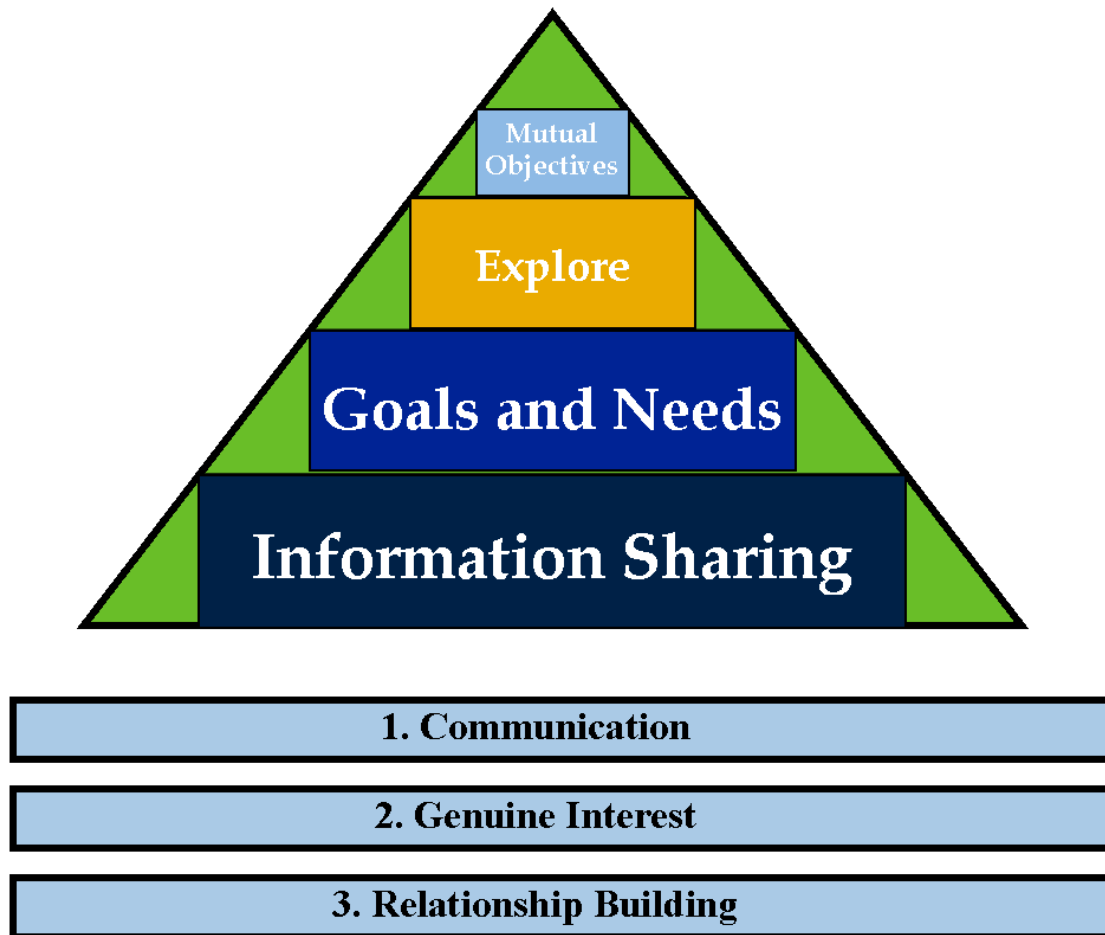 Mutual
Objectives
Explore
Goals and Needs
Information Sharing
1. Communication
2. Genuine Interest
3. Relationship Building